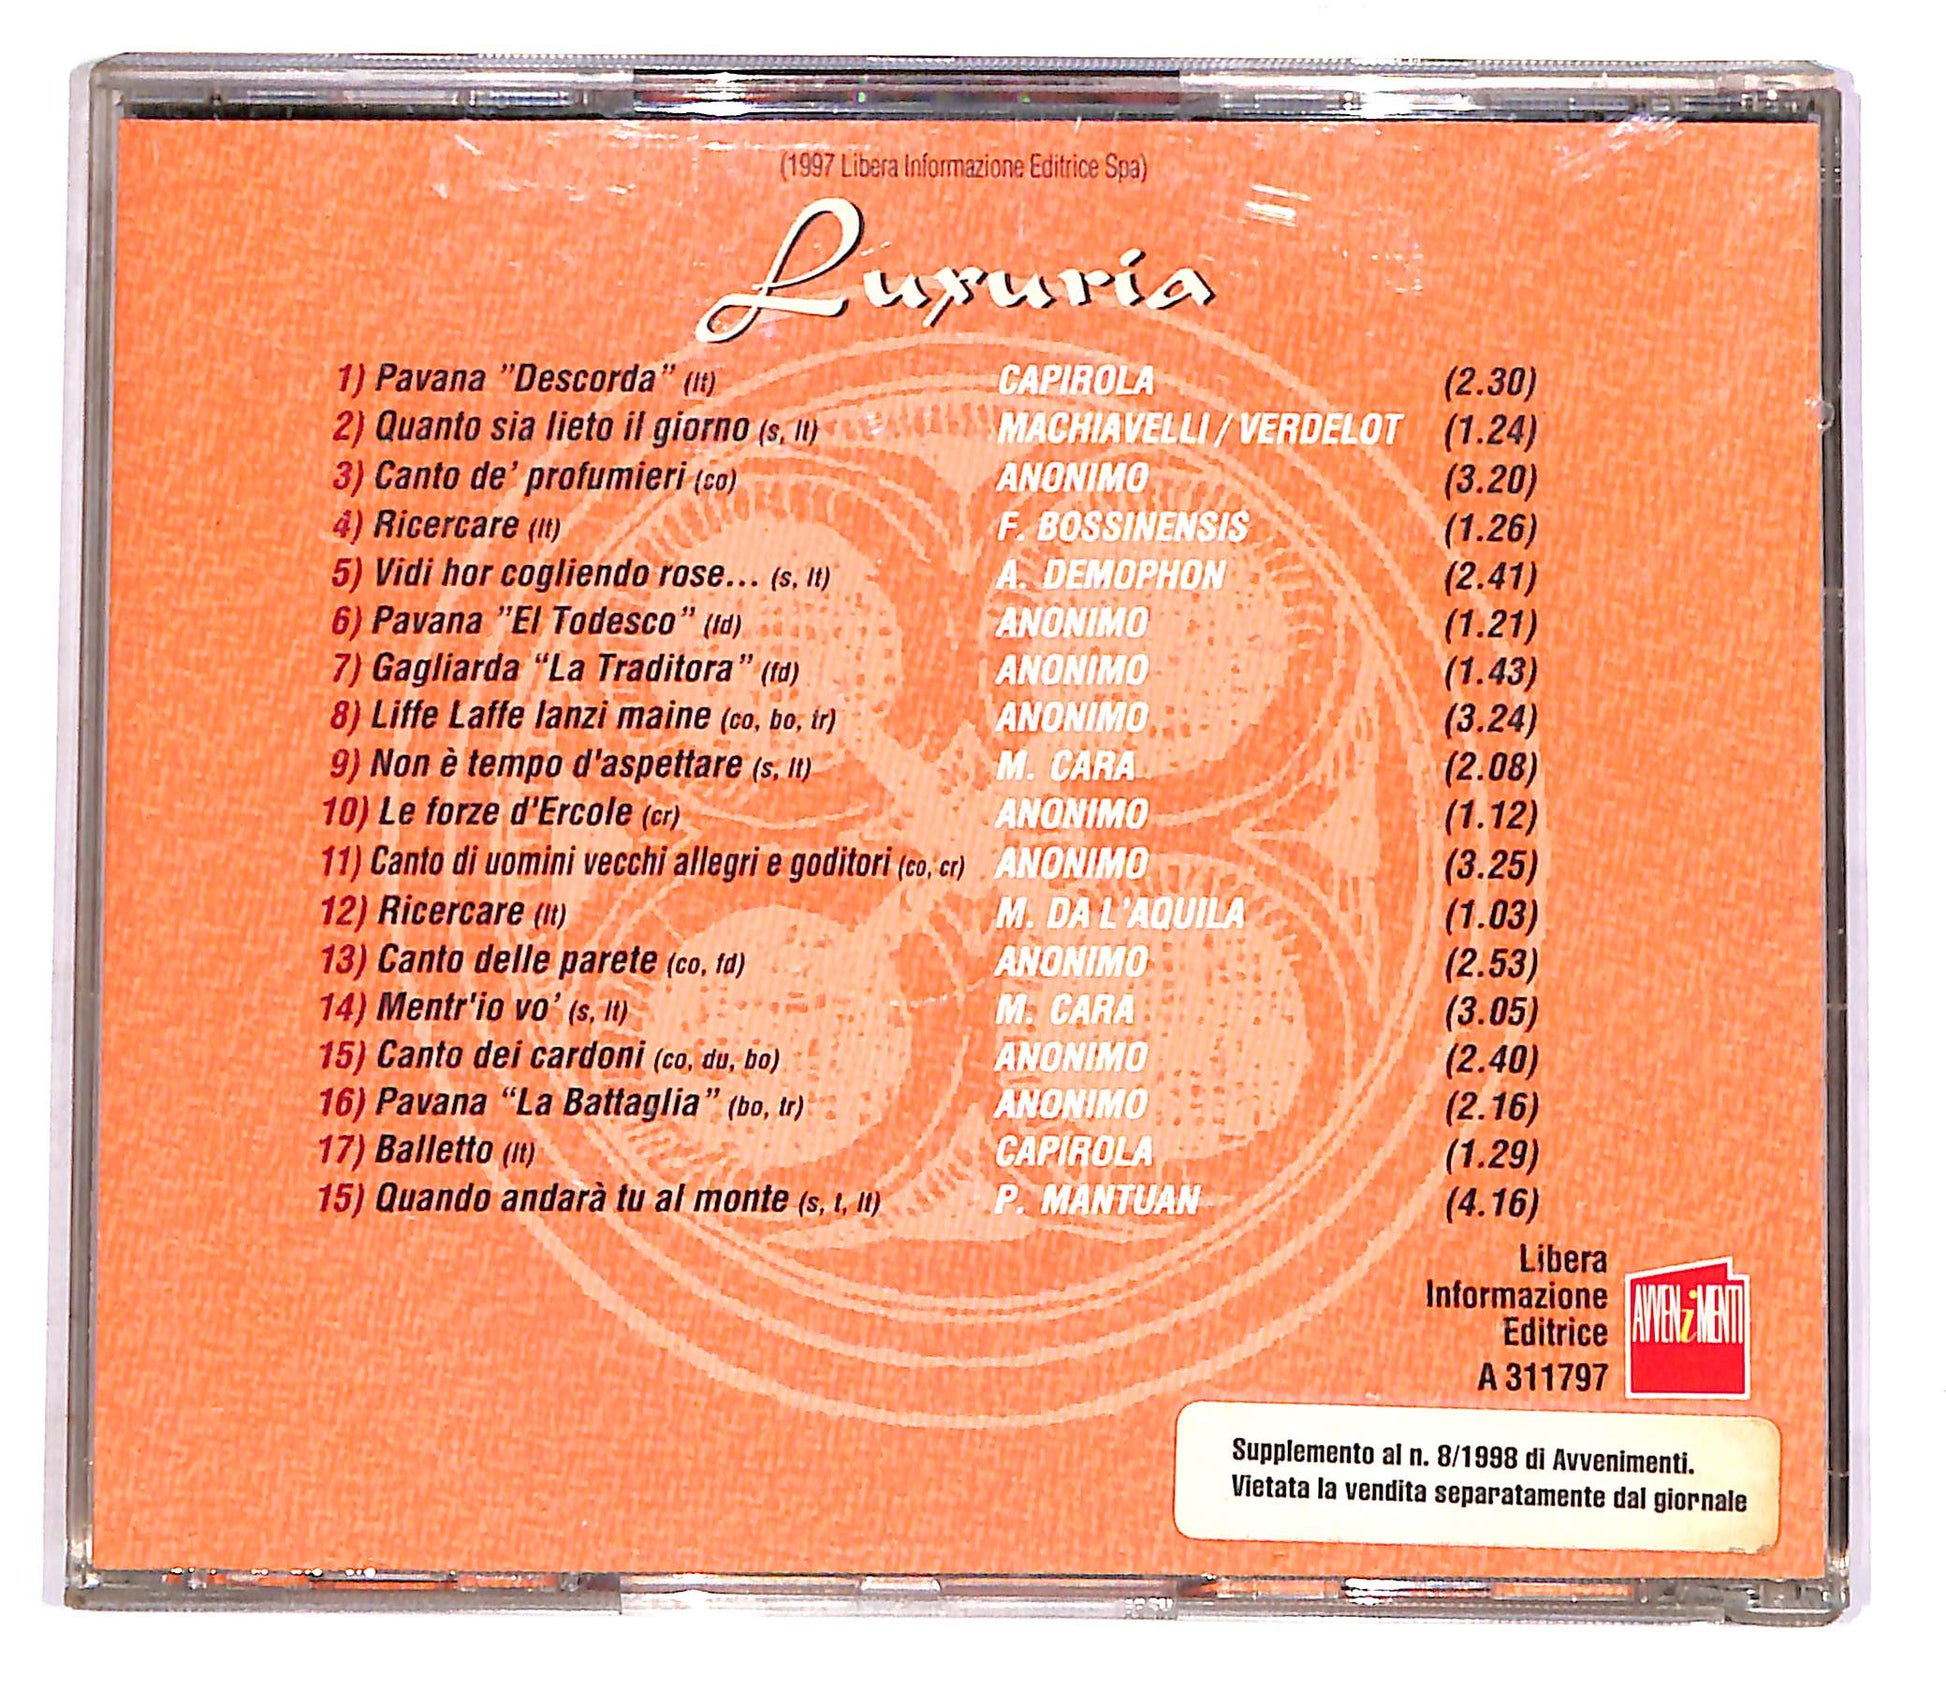 (1997 Libera Informazione Editrice Spa)
Luxuria
1) Pavana "Descorda" (lt) CAPIROLA (2.30)
2) Quanto sia lieto il giorno (s, lt) MACHIAVELLI / VERDELOT (1.24)
3) Canto de' profumieri (co) ANONIMO (3.20)
4) Ricercare (lt) F. BOSSINENSIS (1.26)
5) Vidi hor cogliendo rose... (s, lt) A. DEMOPHON (2.41)
6) Pavana "El Todesco" (fd) ANONIMO (1.21)
7) Gagliarda "La Traditora" (fd) ANONIMO (1.43)
8) Liffe Laffe lanzi maine (co, bo, tr) ANONIMO (3.24)
9) Non è tempo d'aspettare (s, lt) M. CARA (2.08)
10) Le forze d'Ercole (cr) ANONIMO (1.12)
11) Canto di uomini vecchi allegri e goditori (co, cr) ANONIMO (3.25)
12) Ricercare (lt) M. DA L'AQUILA (1.03)
13) Canto delle parete (co, fd) ANONIMO (2.53)
14) Mentr'io vo' (s, lt) M. CARA (3.05)
15) Canto dei cardoni (co, du, bo) ANONIMO (2.40)
16) Pavana "La Battaglia" (bo, tr) ANONIMO (2.16)
17) Balletto (lt) CAPIROLA (1.29)
15) Quando andarà tu al monte (s, t, lt) P. MANTUAN (4.16)
Libera
Informazione
Editrice
A 311797
AVVENiMENTI
Supplemento al n. 8/1998 di Avvenimenti.
Vietata la vendita separatamente dal giornale